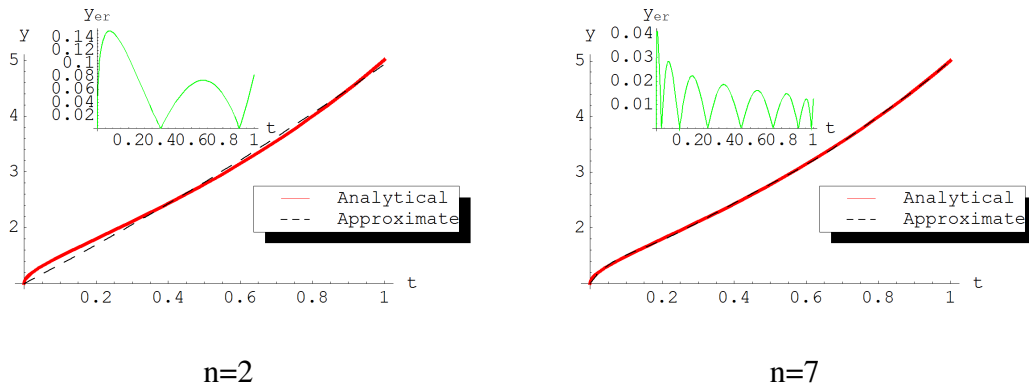 y_er
y
0.14
0.12
0.1
0.08
0.06
0.04
0.02
5
4
3
2
0.20.40.60.8 1 t
Analytical
Approximate
0.2 0.4 0.6 0.8 1 t
n=2
y_er
y
0.04
0.03
0.02
0.01
5
4
3
2
0.20.40.60.8 1 t
Analytical
Approximate
0.2 0.4 0.6 0.8 1 t
n=7